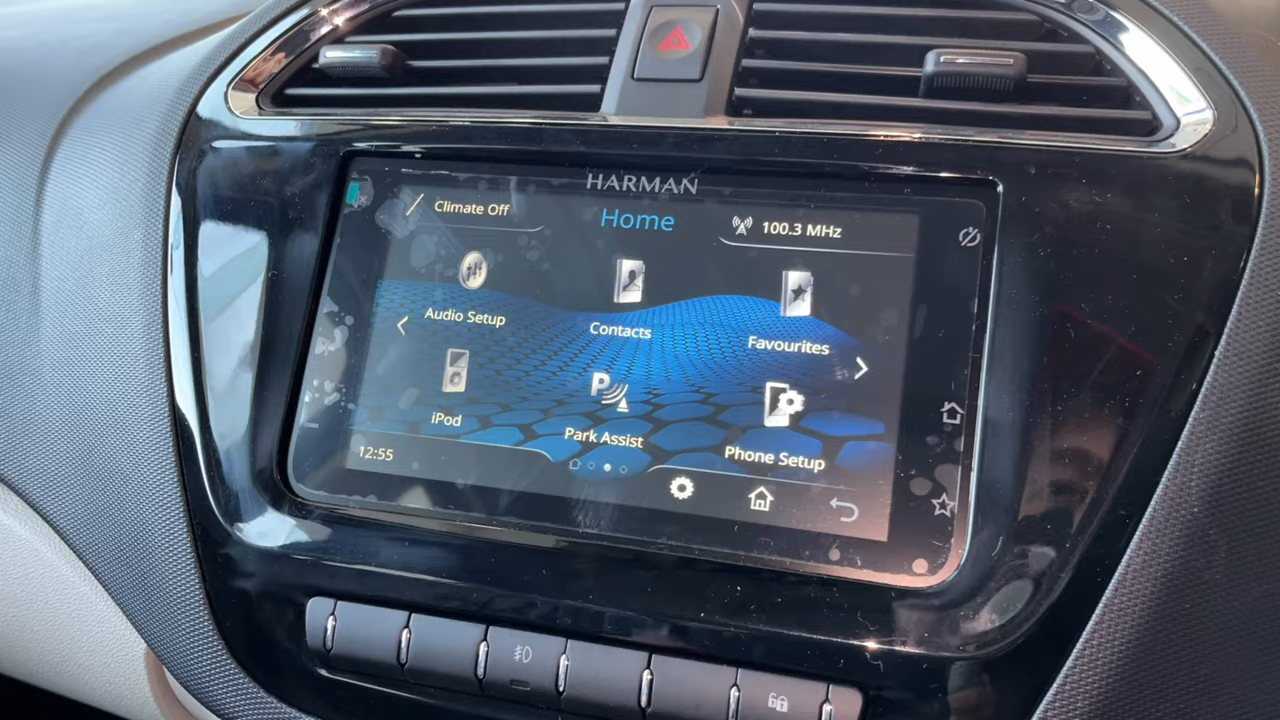 HARMAN
Climate Off
Home
100.3 MHz
Audio Setup
Contacts
Favourites
iPod
Park Assist
Phone Setup
12:55